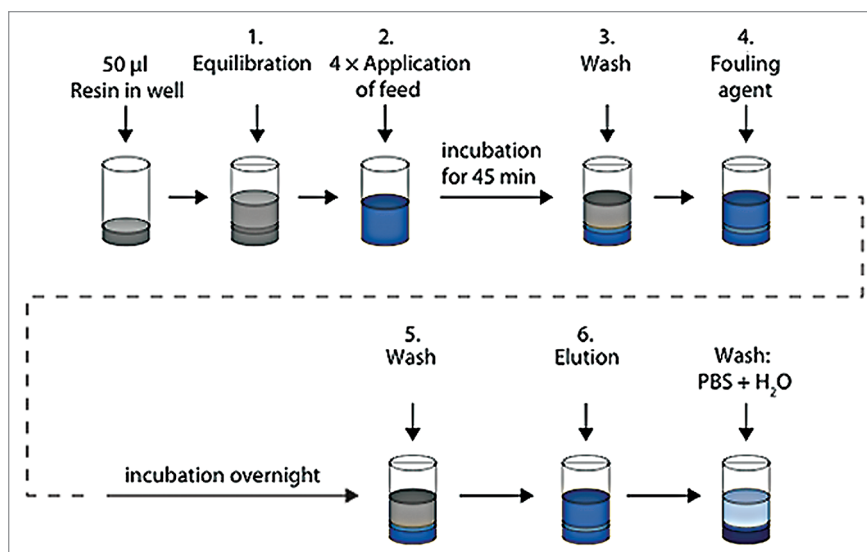 50 µl
Resin in well
1.
Equilibration
2.
4 × Application
of feed
3.
Wash
4.
Fouling
agent
incubation
for 45 min
5.
Wash
6.
Elution
Wash:
PBS + H₂O
incubation overnight